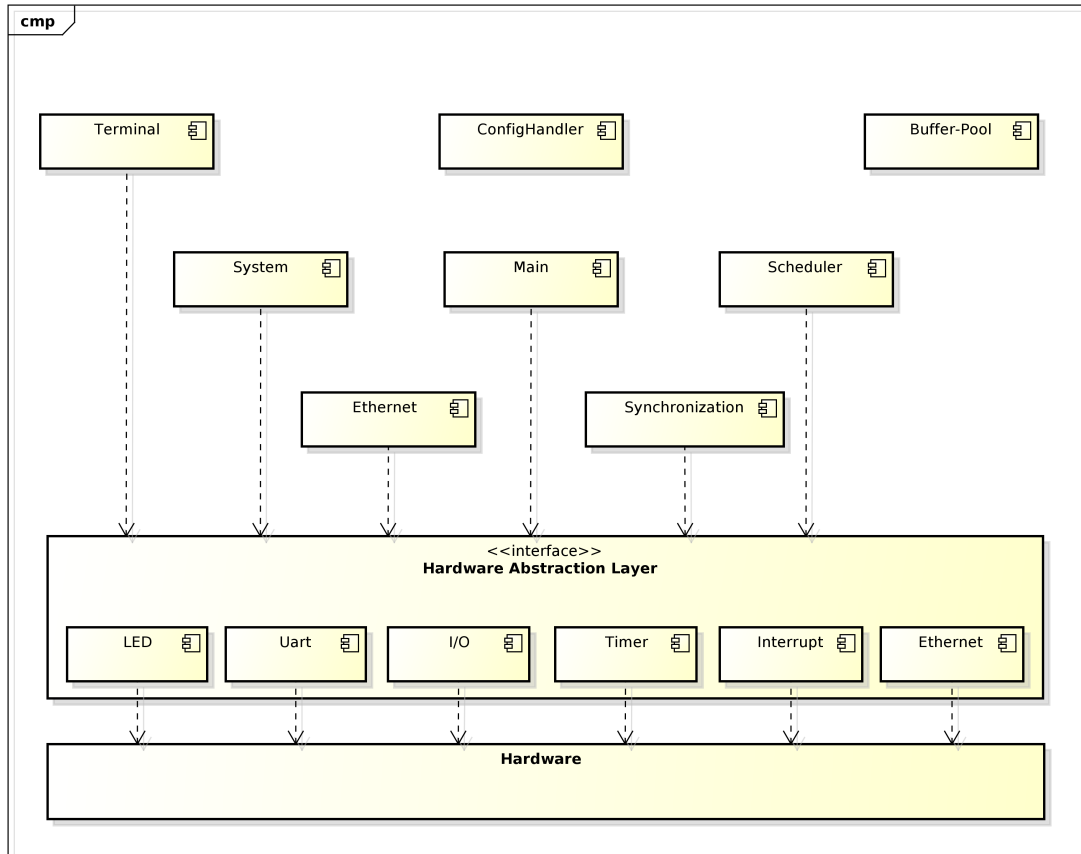 cmp
Terminal
ConfigHandler
Buffer-Pool
System
Main
Scheduler
Ethernet
Synchronization
<<interface>>
Hardware Abstraction Layer
LED
Uart
I/O
Timer
Interrupt
Ethernet
Hardware